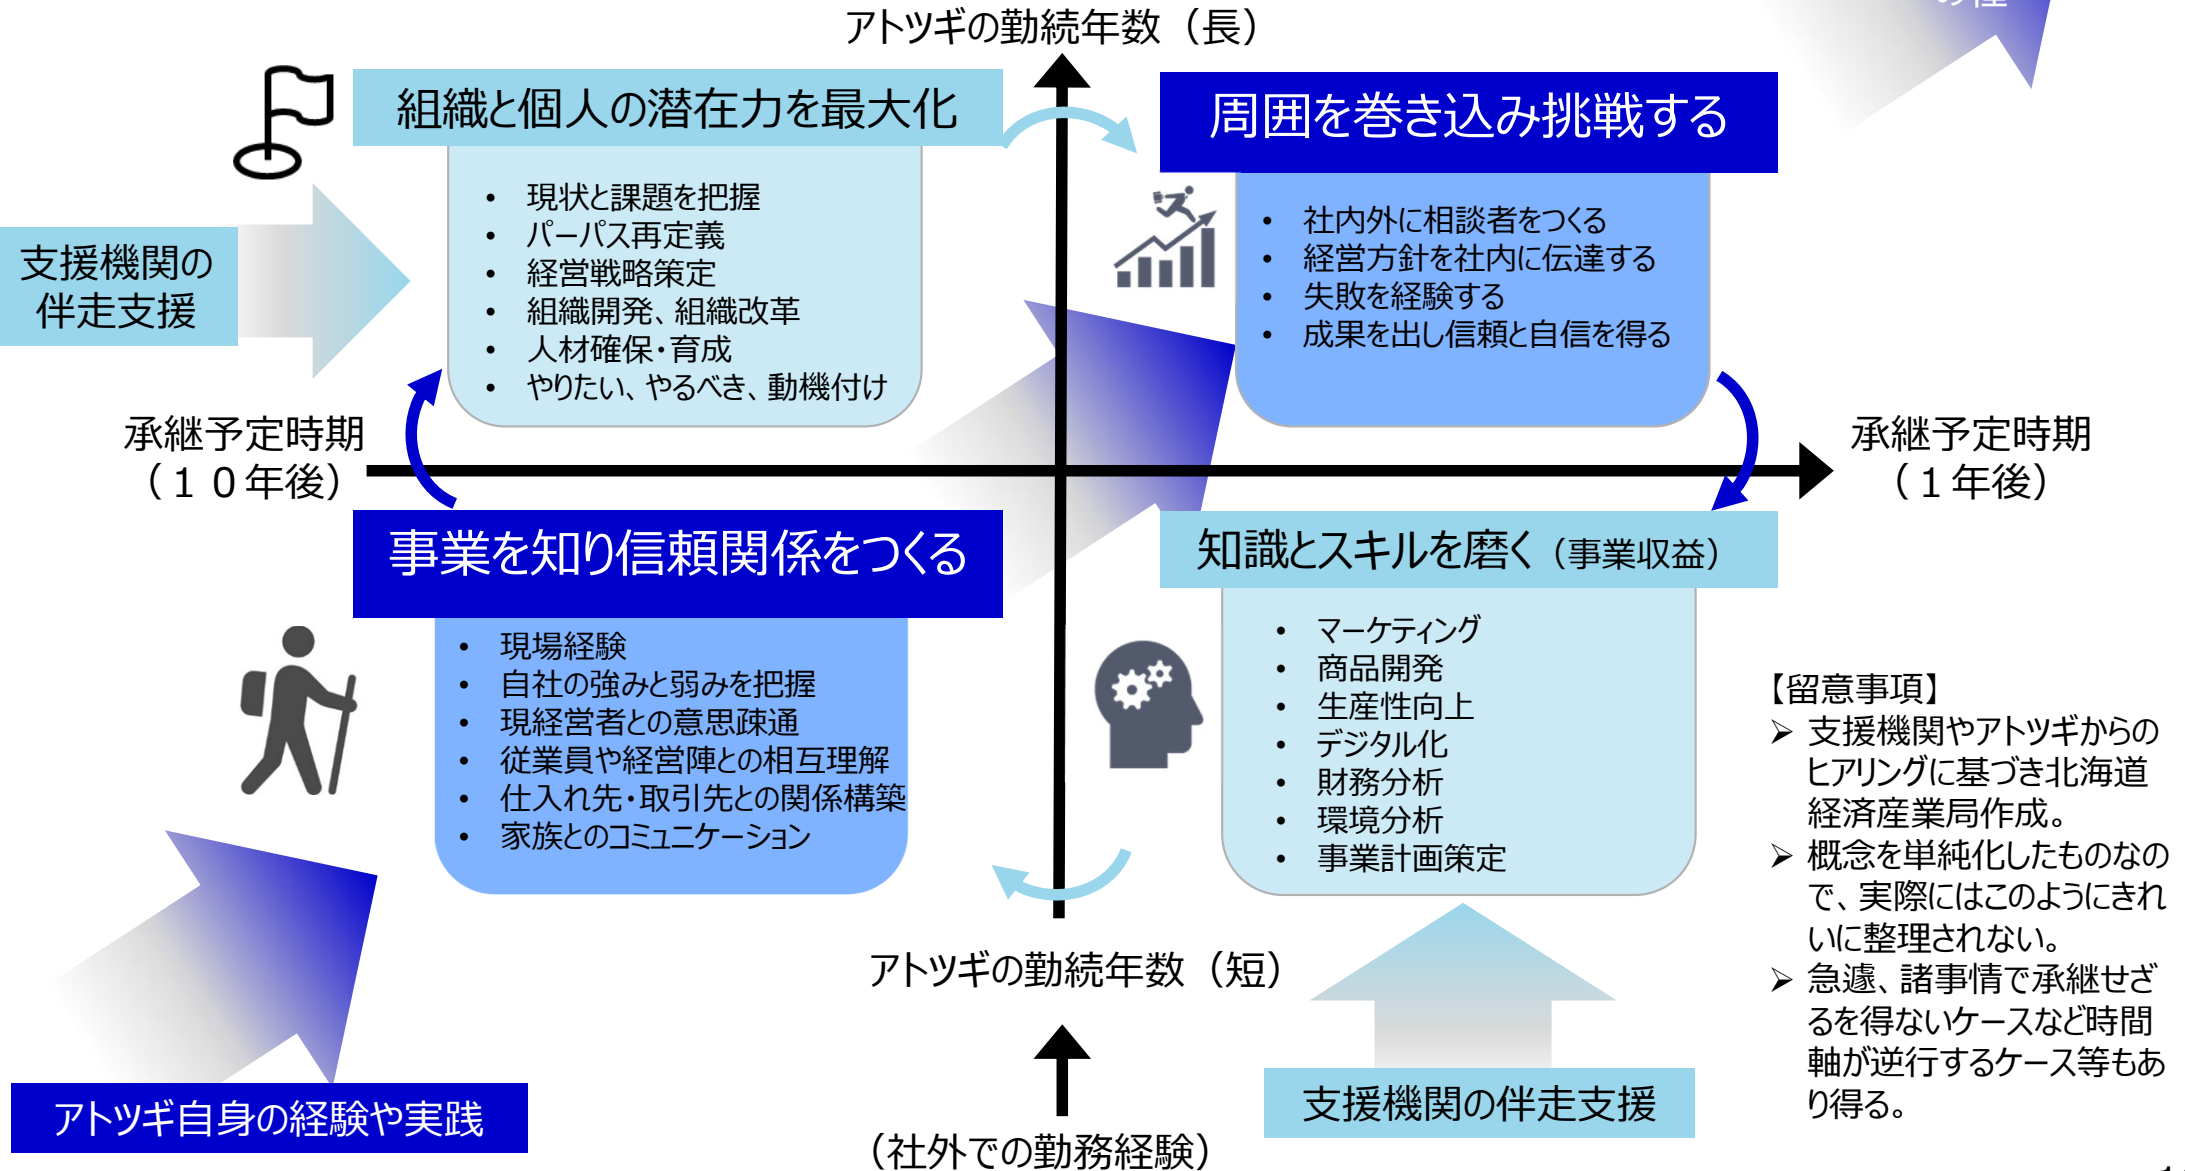 アトツギの勤続年数（長）
組織と個人の潜在力を最大化
• 現状と課題を把握
• パーパス再定義
• 経営戦略策定
• 組織開発、組織改革
• 人材確保・育成
• やりたい、やるべき、動機付け
周囲を巻き込み挑戦する
• 社内外に相談者をつくる
• 経営方針を社内に伝達する
• 失敗を経験する
• 成果を出し信頼と自信を得る
支援機関の
伴走支援
承継予定時期
（１０年後）
承継予定時期
（１年後）
事業を知り信頼関係をつくる
• 現場経験
• 自社の強みと弱みを把握
• 現経営者との意思疎通
• 従業員や経営陣との相互理解
• 仕入れ先・取引先との関係構築
• 家族とのコミュニケーション
知識とスキルを磨く（事業収益）
• マーケティング
• 商品開発
• 生産性向上
• デジタル化
• 財務分析
• 環境分析
• 事業計画策定
【留意事項】
➢ 支援機関やアトツギからの
ヒアリングに基づき北海道
経済産業局作成。
➢ 概念を単純化したものなの
で、実際にはこのようにきれ
いに整理されない。
➢ 急遽、諸事情で承継せざ
るを得ないケースなど時間
軸が逆行するケース等もあ
り得る。
アトツギの勤続年数（短）
アトツギ自身の経験や実践
支援機関の伴走支援
（社外での勤務経験）